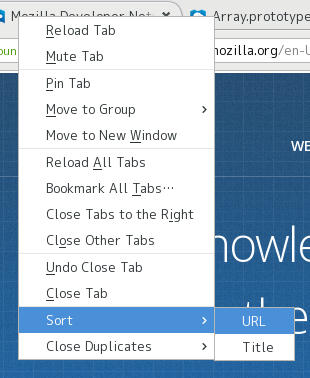 Mozilla Developer Net
Array.prototype
oun
mozilla.org/en-U
Reload Tab
Mute Tab
Pin Tab
Move to Group
Move to New Window
WE
Reload All Tabs
Bookmark All Tabs…
Close Tabs to the Right
Close Other Tabs
nowle
Undo Close Tab
Close Tab
Sort
URL
the
Close Duplicates
Title